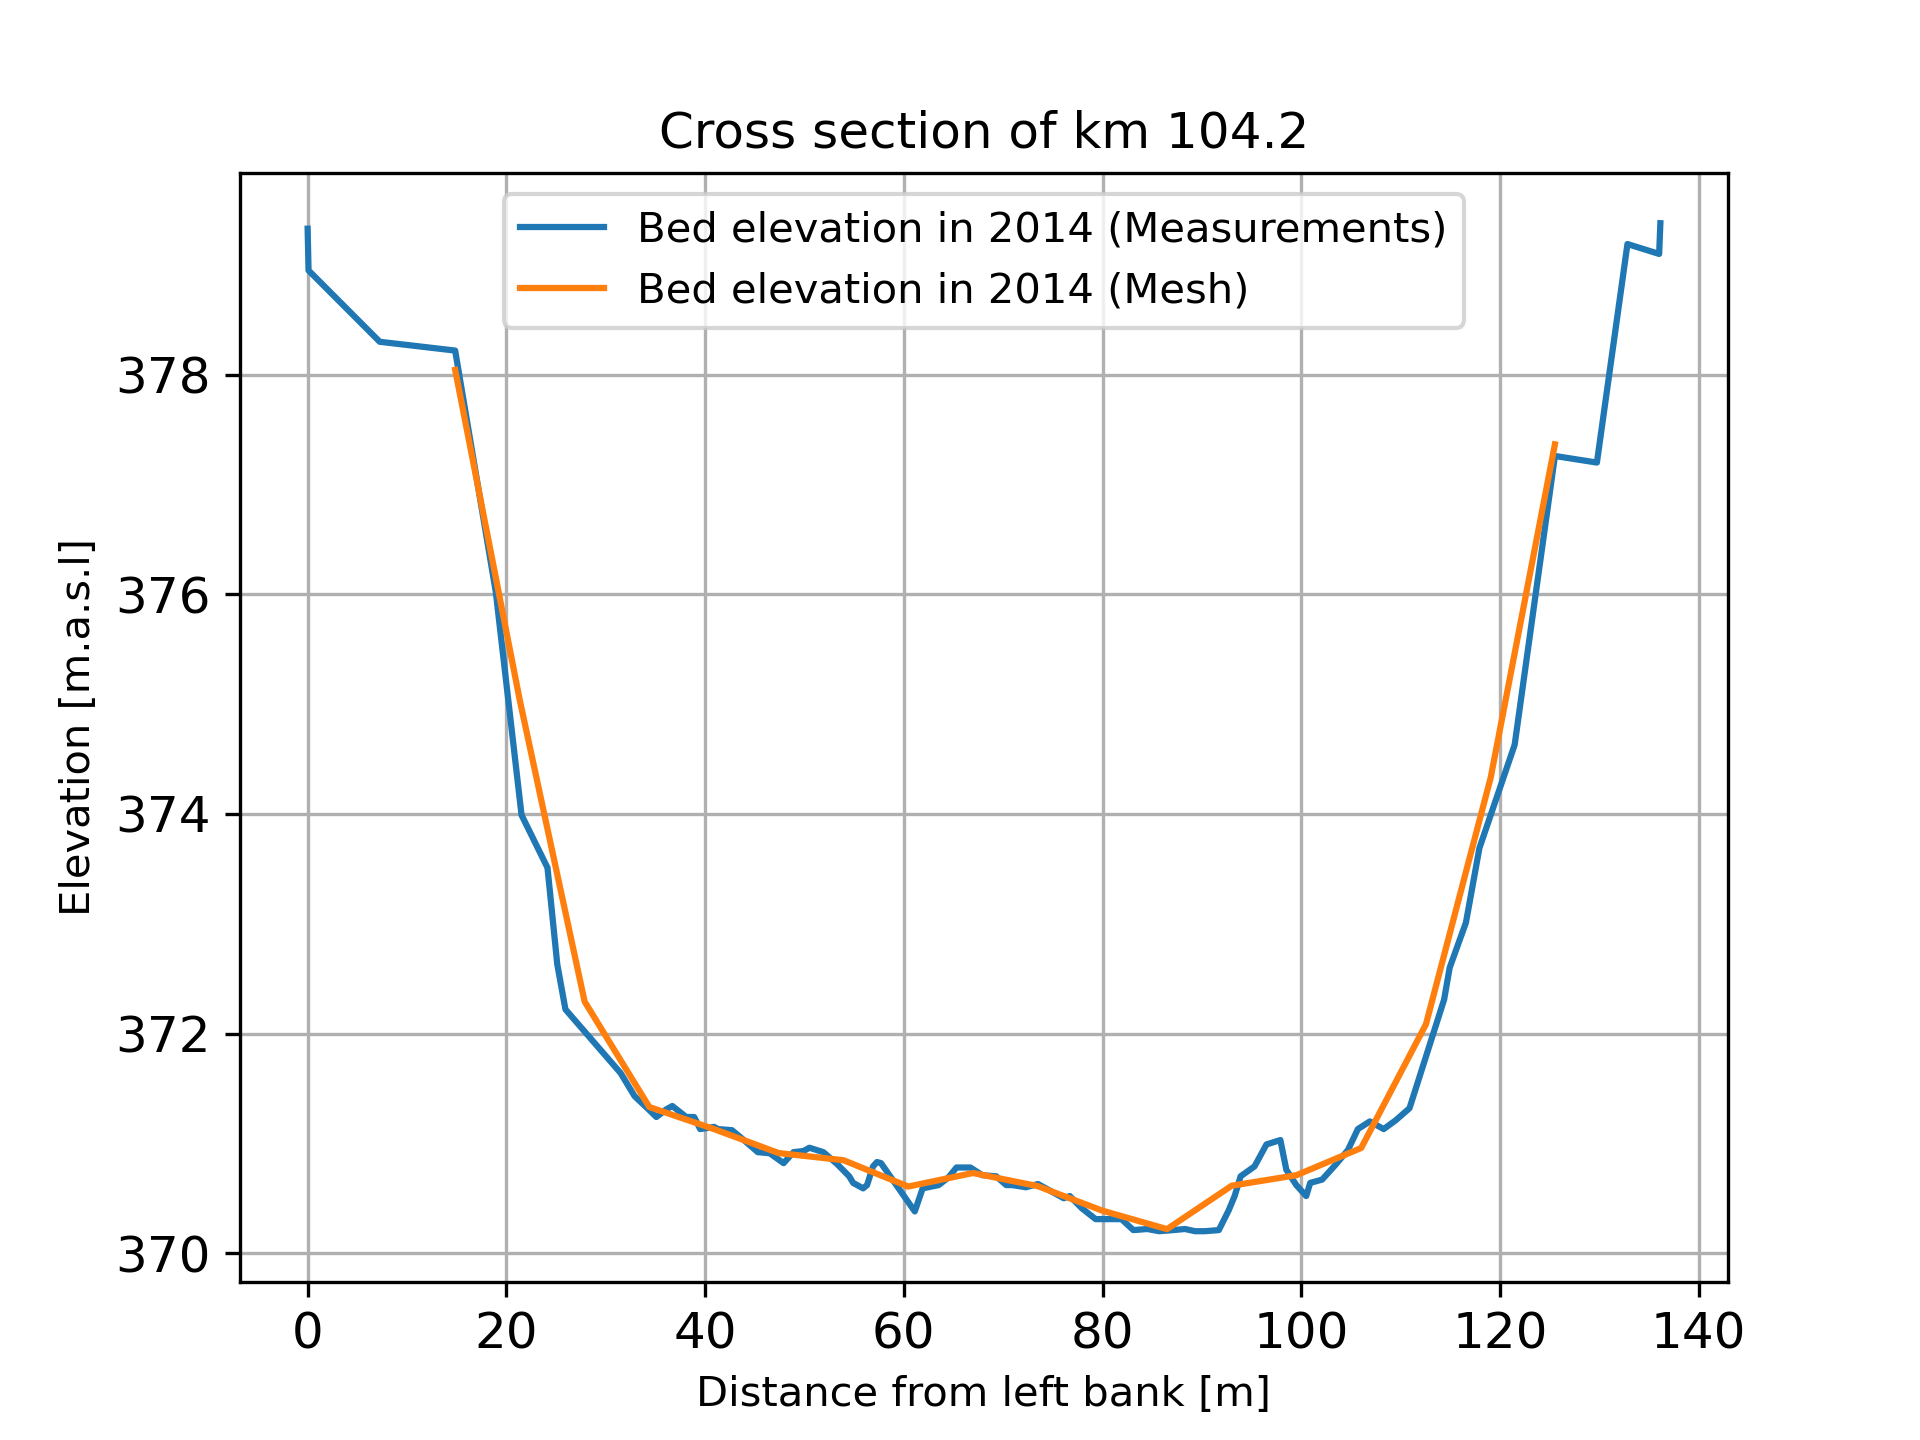 Cross section of km 104.2
Bed elevation in 2014 (Measurements)
Bed elevation in 2014 (Mesh)
Elevation [m.a.s.l]
378
376
374
372
370
0 20 40 60 80 100 120 140
Distance from left bank [m]